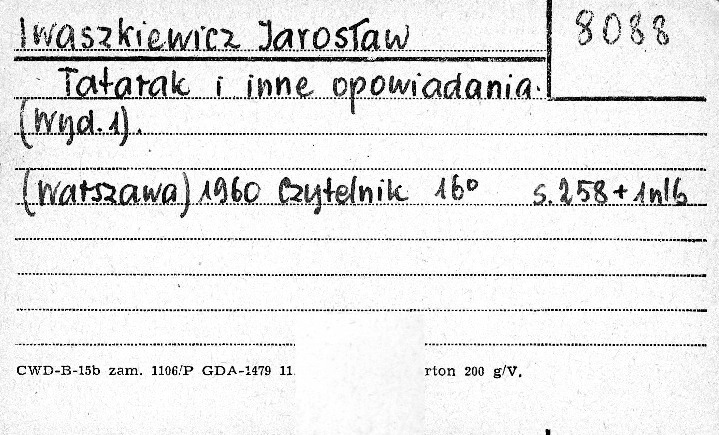 Iwaszkiewicz Jarosław
8088
Tatarak i inne opowiadania.
(Wyd. 1).
(Warszawa) 1960 Czytelnik 16° s. 258 + 1 nlb
CWD-B-15b zam. 1106/P GDA-1479 11. rton 200 g/V.